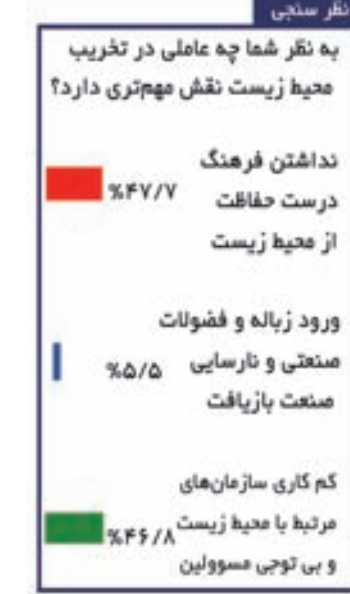 نظر سنجی
به نظر شما چه عاملی در تخریب
محیط زیست نقش مهم‌تری دارد؟
نداشتن فرهنگ
درست حفاظت
از محیط زیست
%۴۷/۷
ورود زباله و فضولات
صنعتی و نارسایی
صنعت بازیافت
%۵/۵
کم کاری سازمان‌های
مرتبط با محیط زیست
و بی توجی مسوولین
%۴۶/۸